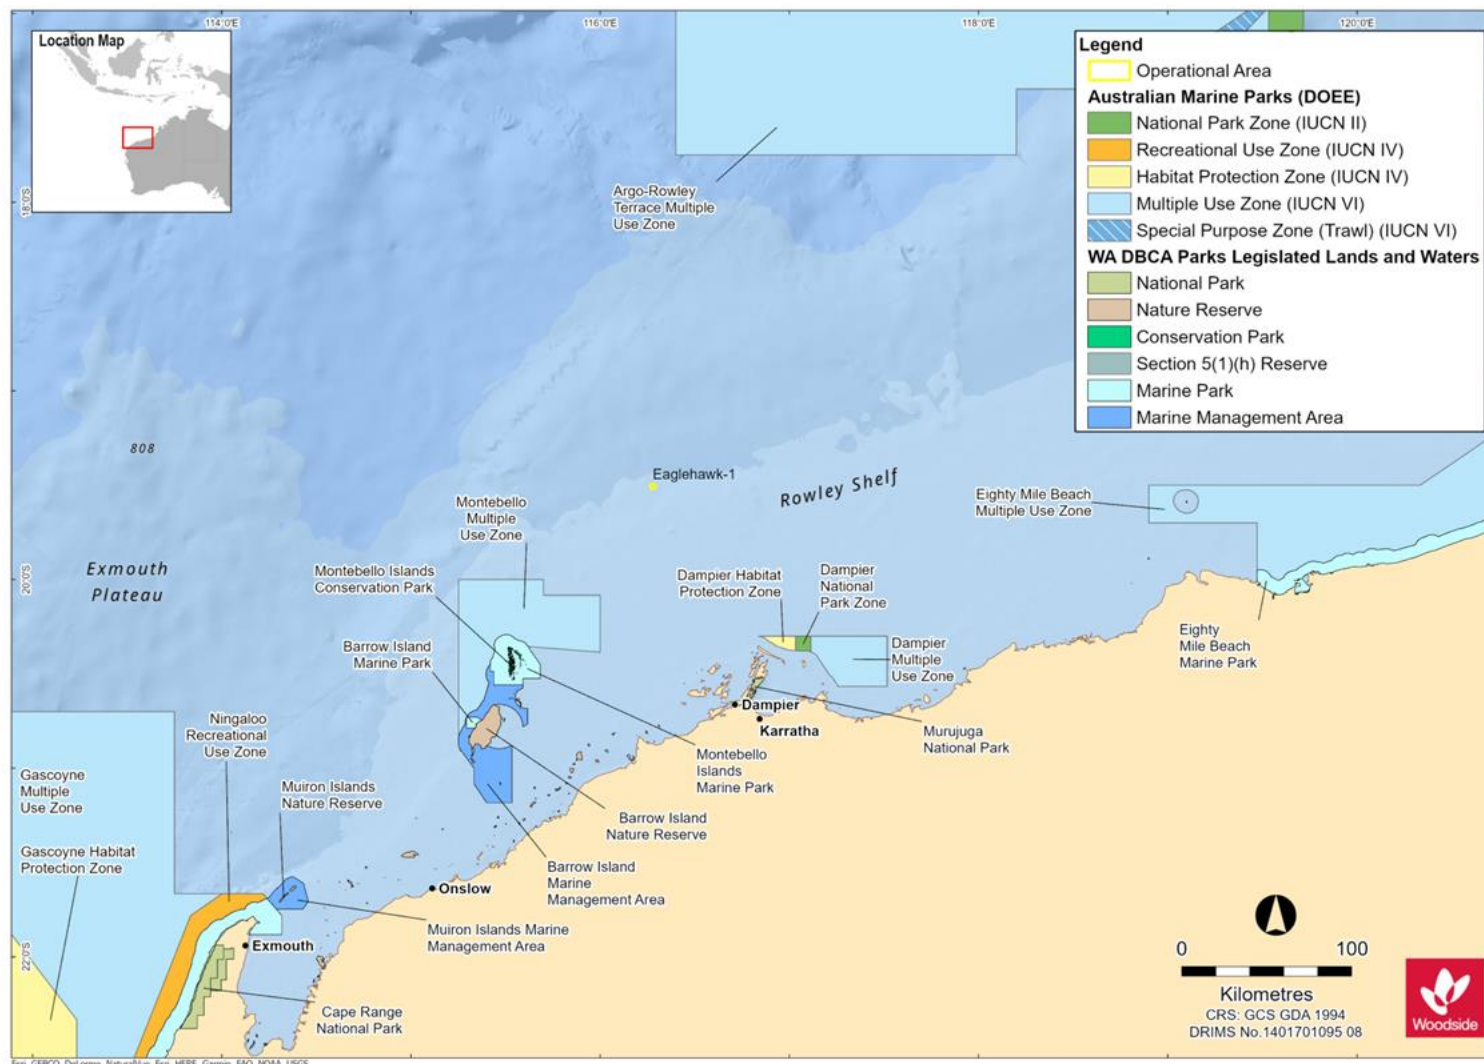 114°0'E
116°0'E
118°0'E
120°0'E
Location Map
Legend
Operational Area
Australian Marine Parks (DOEE)
National Park Zone (IUCN II)
Recreational Use Zone (IUCN IV)
Habitat Protection Zone (IUCN IV)
Multiple Use Zone (IUCN VI)
Special Purpose Zone (Trawl) (IUCN VI)
WA DBCA Parks Legislated Lands and Waters
National Park
Nature Reserve
Conservation Park
Section 5(1)(h) Reserve
Marine Park
Marine Management Area
18°0'S
Argo-Rowley
Terrace Multiple
Use Zone
808
Eaglehawk-1
Rowley Shelf
Montebello
Multiple
Use Zone
Eighty Mile Beach
Multiple Use Zone
20°0'S
Exmouth
Plateau
Montebello Islands
Conservation Park
Dampier Habitat
Protection Zone
Dampier
National
Park Zone
Barrow Island
Marine Park
Dampier
Multiple
Use Zone
Eighty
Mile Beach
Marine Park
Dampier
Karratha
Murujuga
National Park
Ningaloo
Recreational
Use Zone
Montebello
Islands
Marine Park
Gascoyne
Multiple
Use Zone
Muiron Islands
Nature Reserve
Barrow Island
Nature Reserve
Gascoyne Habitat
Protection Zone
Barrow Island
Marine
Management Area
Onslow
Muiron Islands Marine
Management Area
Exmouth
22°0'S
Cape Range
National Park
0 100
Kilometres
CRS: GCS GDA 1994
DRIMS No.1401701095 08
Woodside